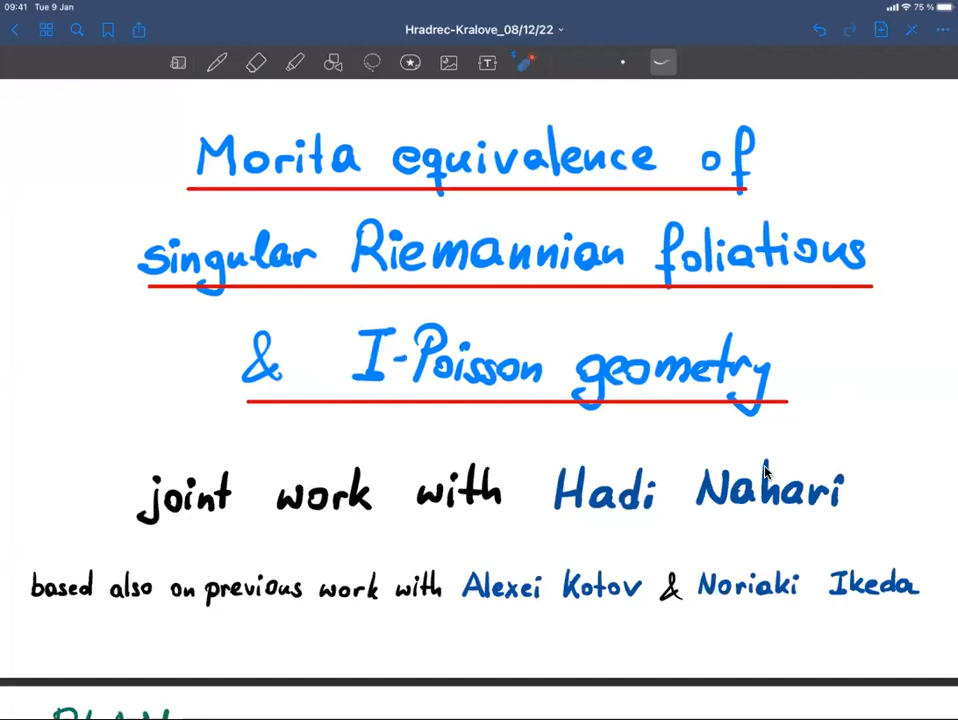 09:41 Tue 9 Jan
75 %
Hradrec-Kralove_08/12/22
Morita equivalence of
singular Riemannian foliations
& I-Poisson geometry
joint work with Hadi Nahari
based also on previous work with Alexei Kotov & Noriaki Ikeda